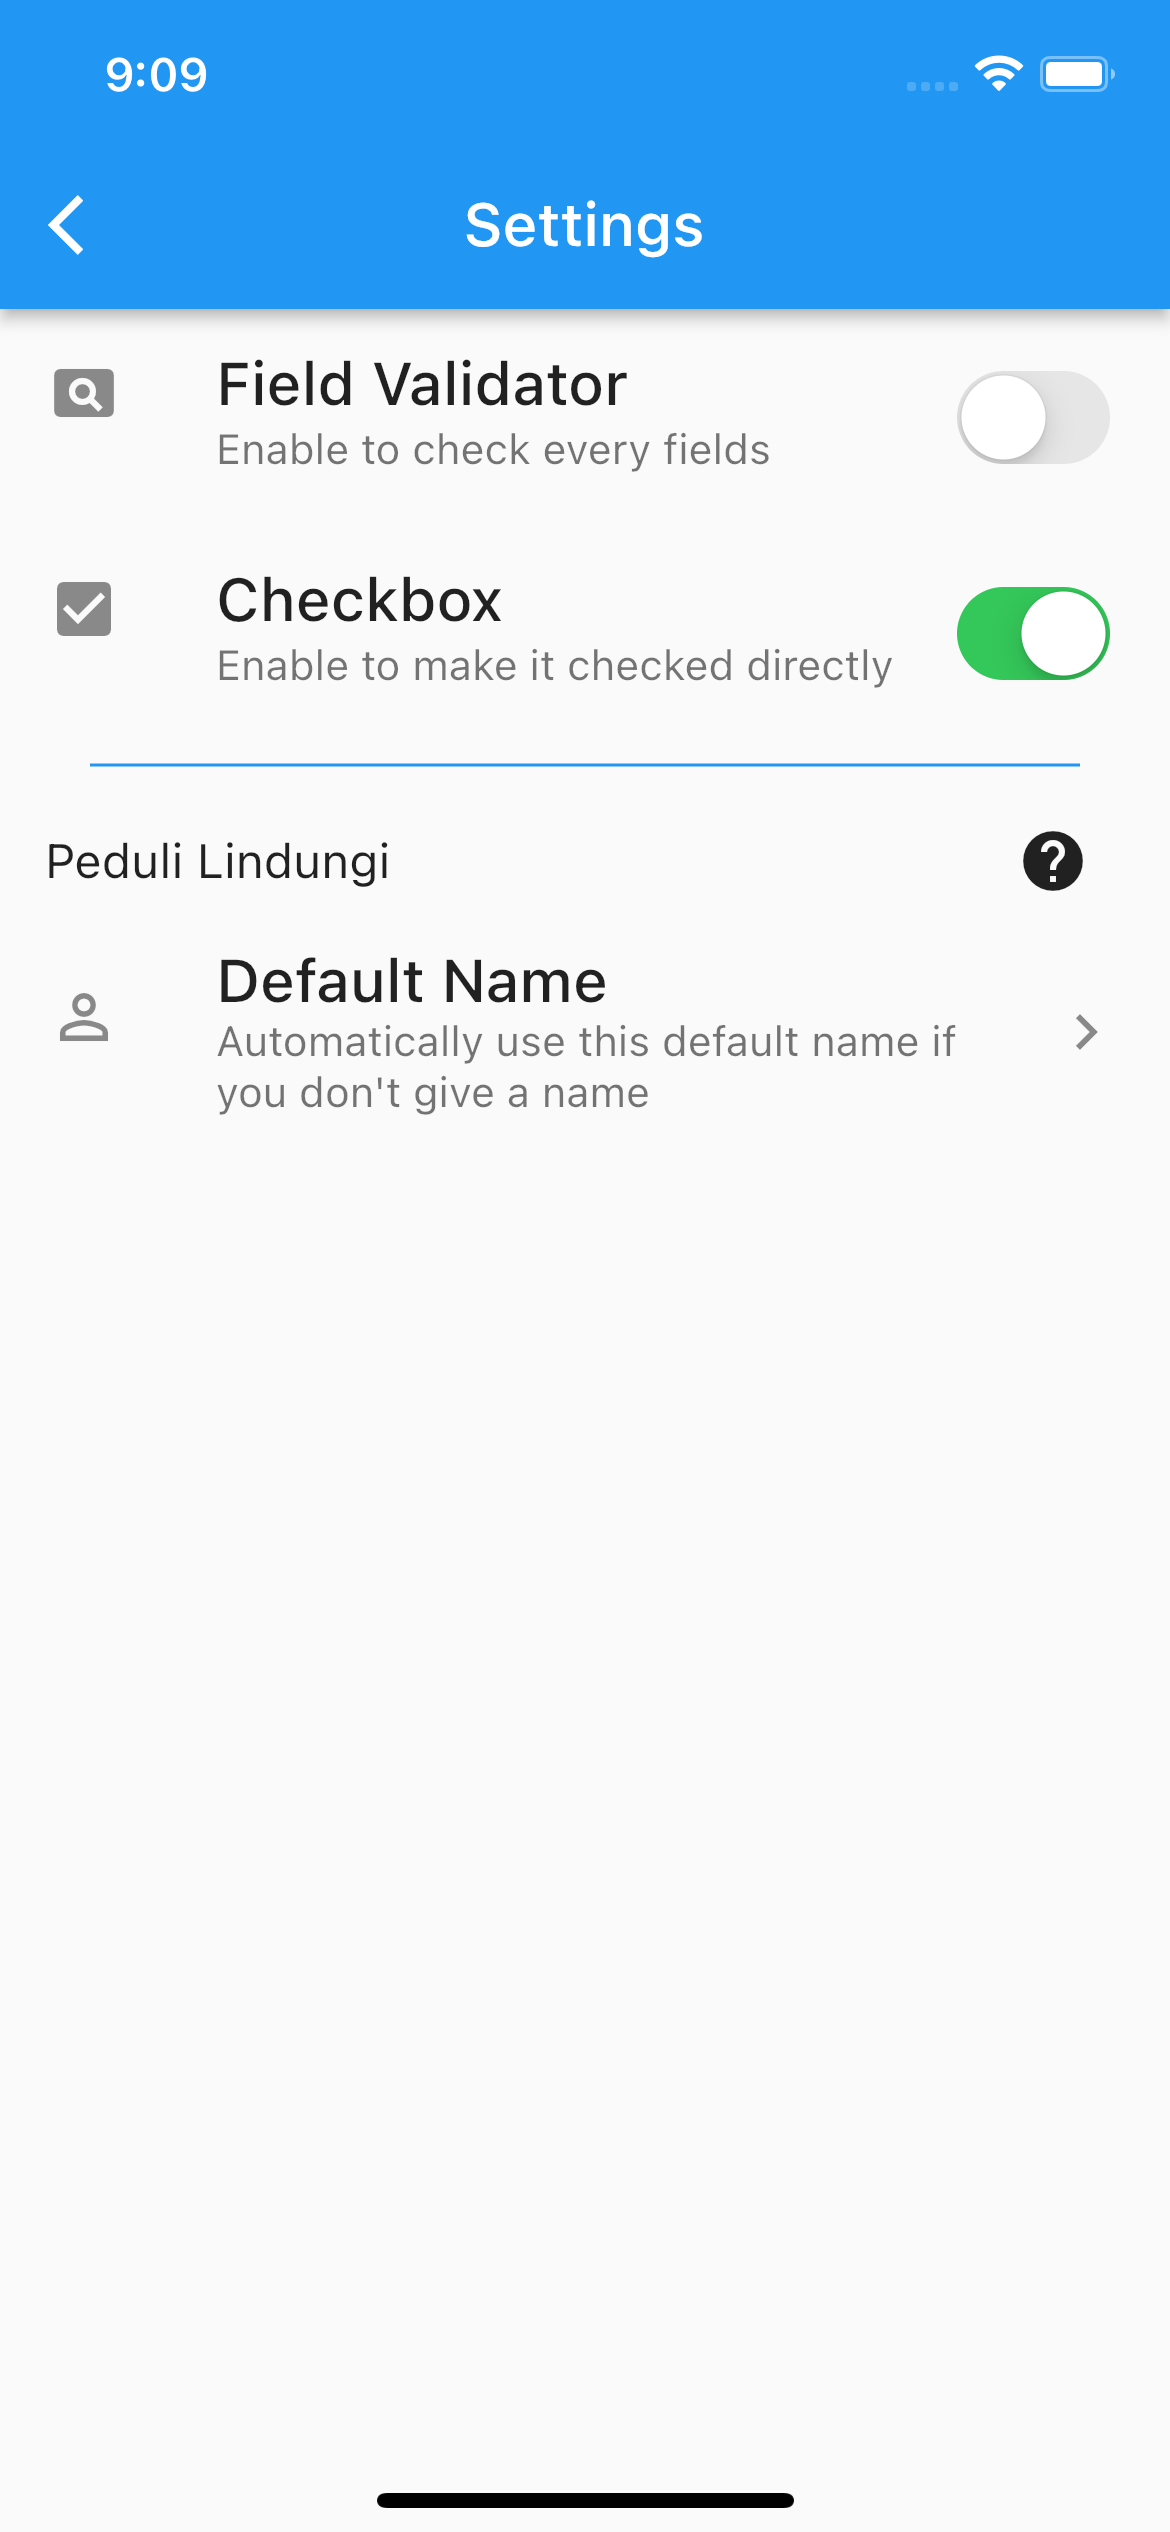 9:09
Settings
Field Validator
Enable to check every fields
Checkbox
Enable to make it checked directly
Peduli Lindungi
Default Name
Automatically use this default name if
you don't give a name